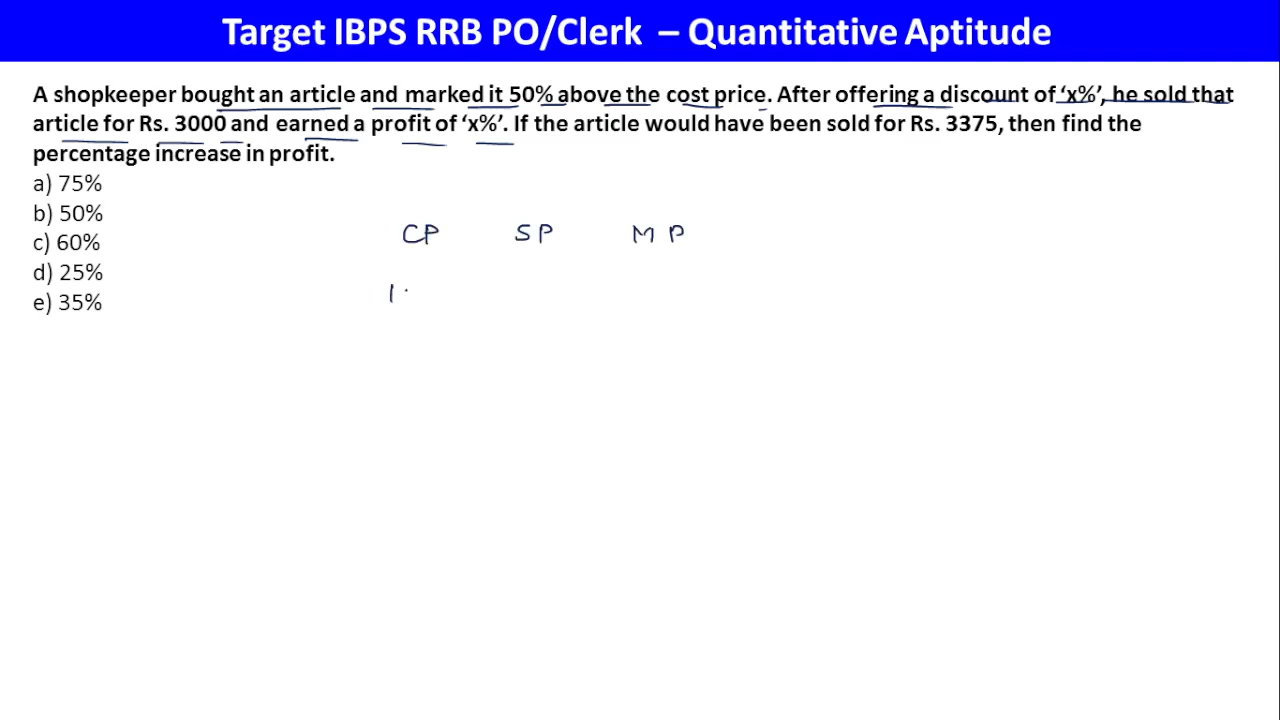 Target IBPS RRB PO/Clerk – Quantitative Aptitude
A shopkeeper bought an article and marked it 50% above the cost price. After offering a discount of ‘x%’, he sold that
article for Rs. 3000 and earned a profit of ‘x%’. If the article would have been sold for Rs. 3375, then find the
percentage increase in profit.
a) 75%
b) 50%
c) 60%
d) 25%
e) 35%
CP SP MP